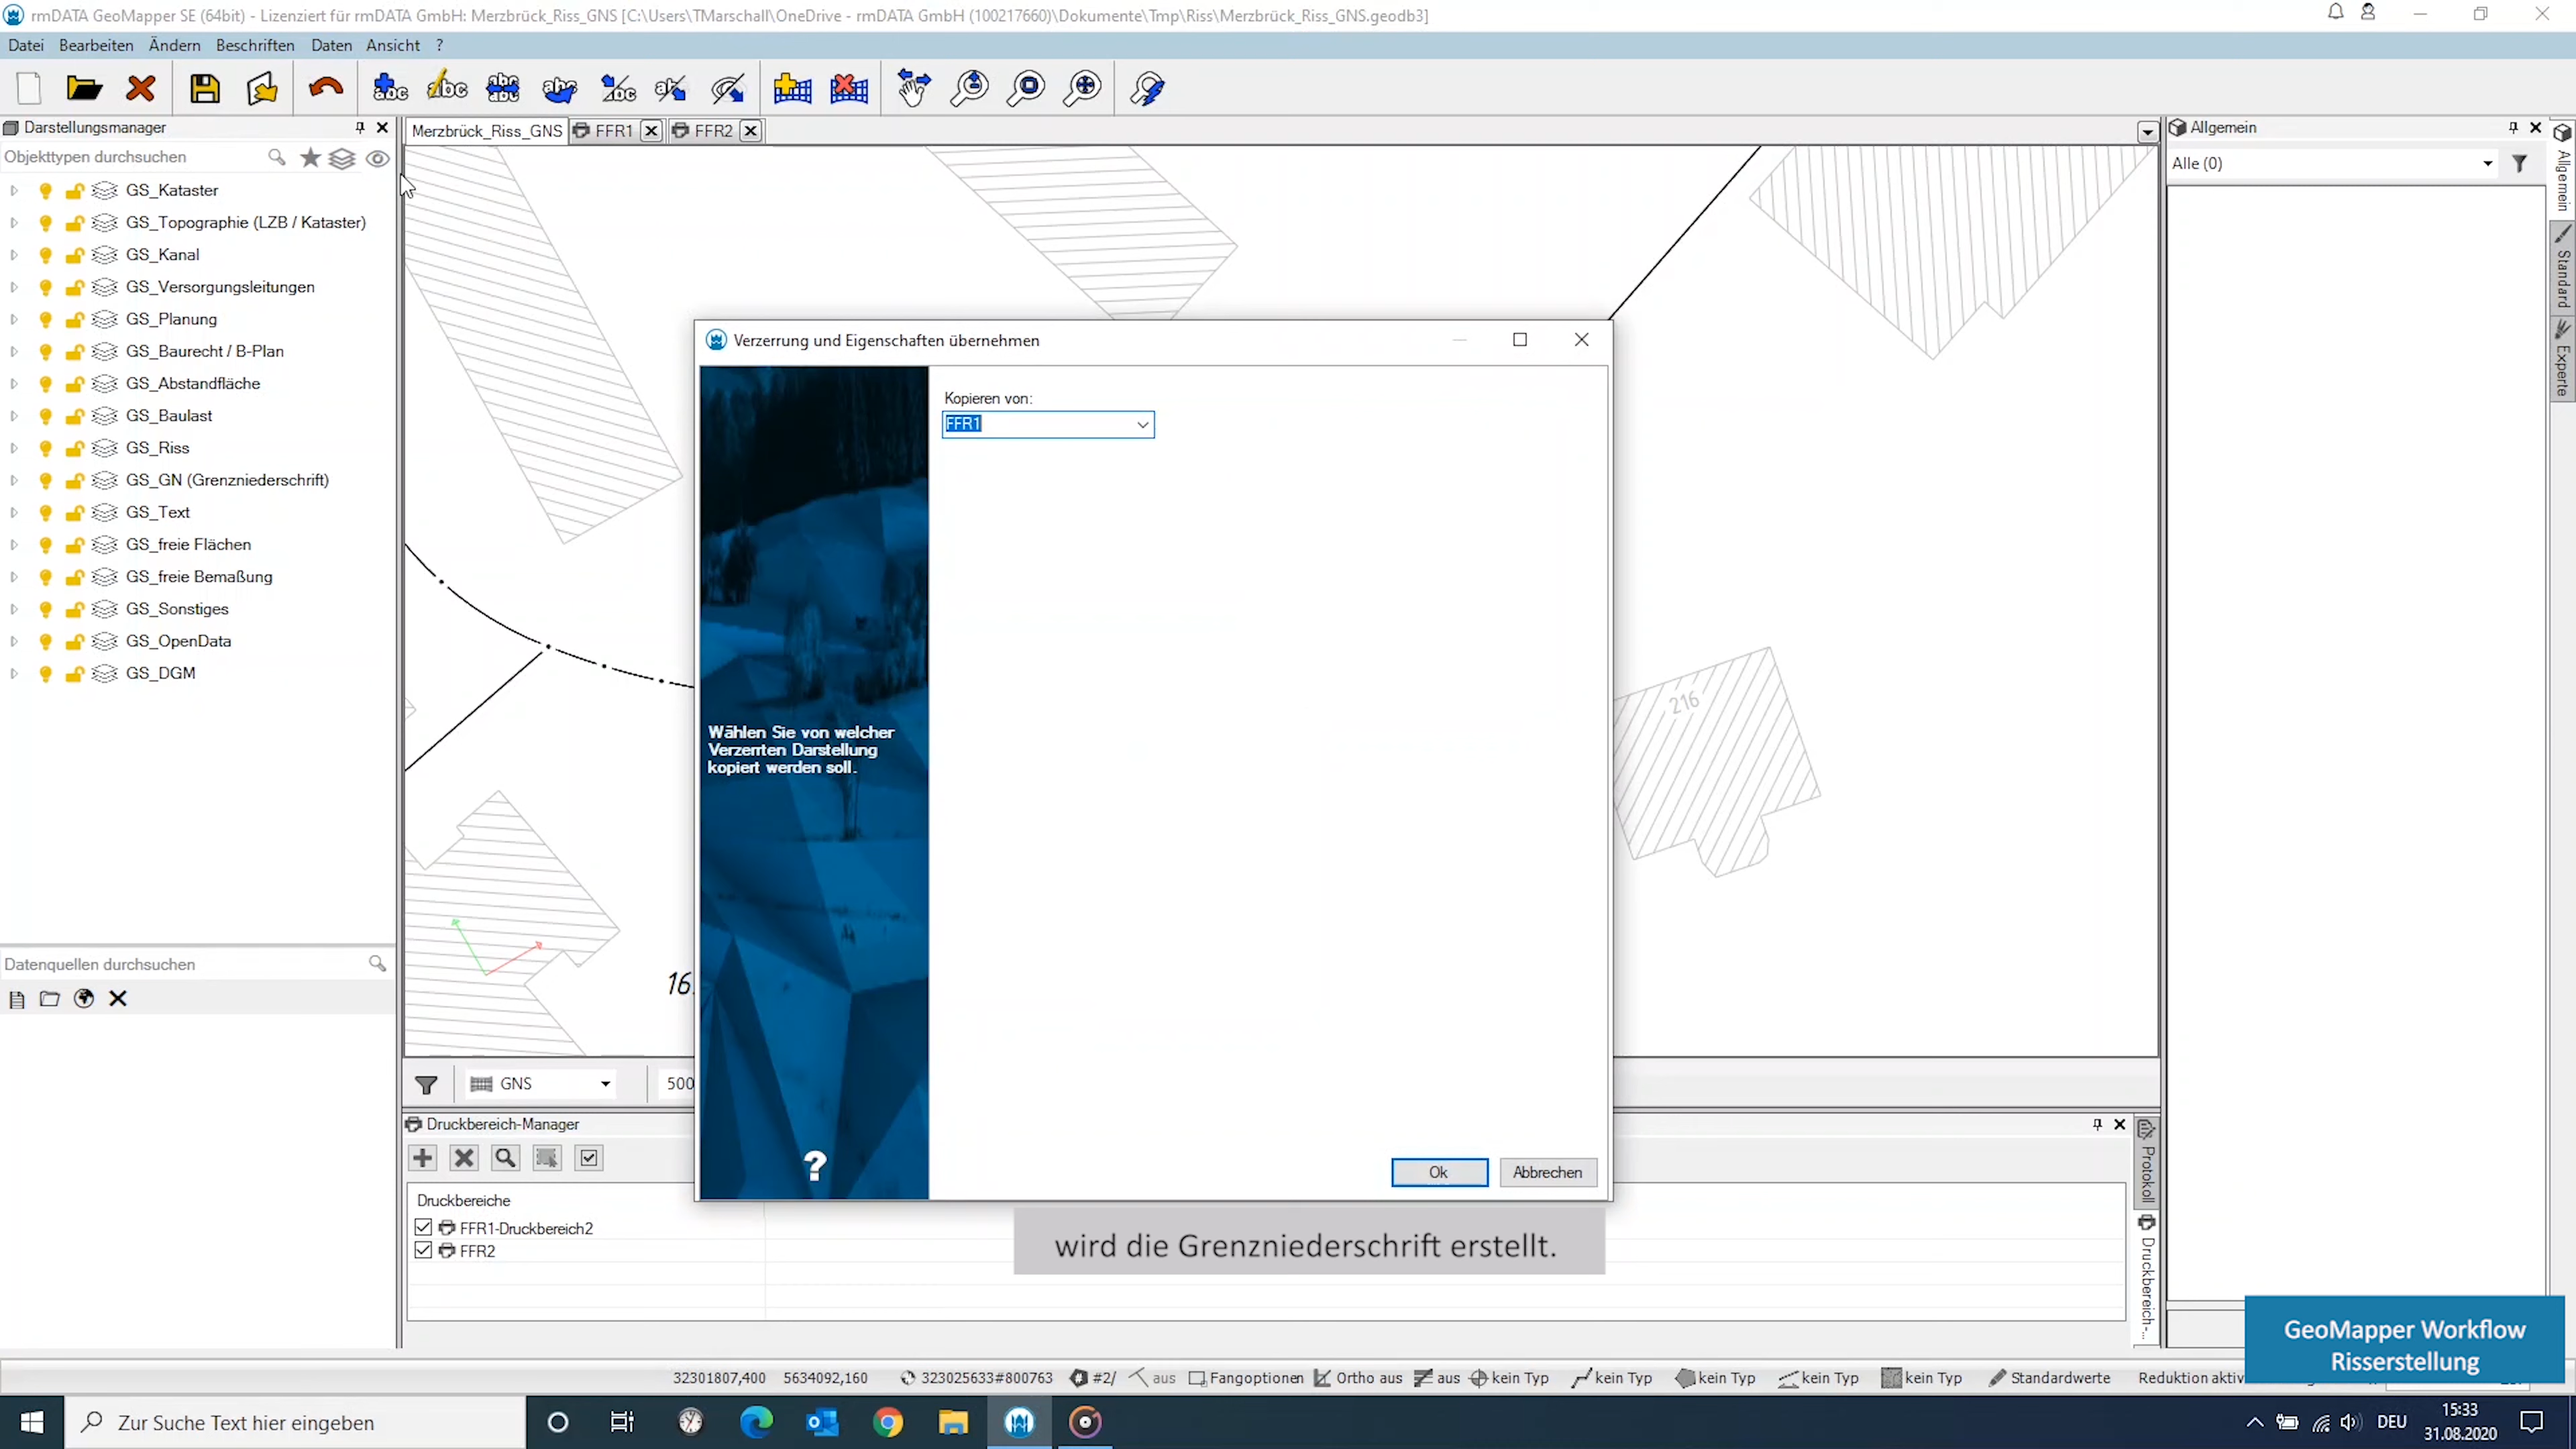 rmDATA GeoMapper SE (64bit) - Lizenziert für rmDATA GmbH: Merzbrück_Riss_GNS [C:\Users\TMarschall\OneDrive - rmDATA GmbH (100217660)\Dokumente\Tmp\Riss\Merzbrück_Riss_GNS.geodb3]
Datei Bearbeiten Ändern Beschriften Daten Ansicht ?
Darstellungsmanager
Objekttypen durchsuchen
GS_Kataster
GS_Topographie (LZB / Kataster)
GS_Kanal
GS_Versorgungsleitungen
GS_Planung
GS_Baurecht / B-Plan
GS_Abstandfläche
GS_Baulast
GS_Riss
GS_GN (Grenzniederschrift)
GS_Text
GS_freie Flächen
GS_freie Bemaßung
GS_Sonstiges
GS_OpenData
GS_DGM
Datenquellen durchsuchen
Merzbrück_Riss_GNS FFR1 FFR2
216
16.
Verzerrung und Eigenschaften übernehmen
Kopieren von:
FFR1
Wählen Sie von welcher
Verzerrten Darstellung
kopiert werden soll.
?
Ok Abbrechen
GNS 500
Druckbereich-Manager
Druckbereiche
FFR1-Druckbereich2
FFR2
wird die Grenzniederschrift erstellt.
Allgemein
Alle (0)
Allgemein
Standard
Experte
Protokoll
Druckbereich-...
GeoMapper Workflow
Risserstellung
32301807,400 5634092,160 323025633#800763 #2/ aus Fangoptionen Ortho aus aus kein Typ kein Typ kein Typ kein Typ kein Typ Standardwerte Reduktion aktiv
Zur Suche Text hier eingeben
DEU
15:33
31.08.2020